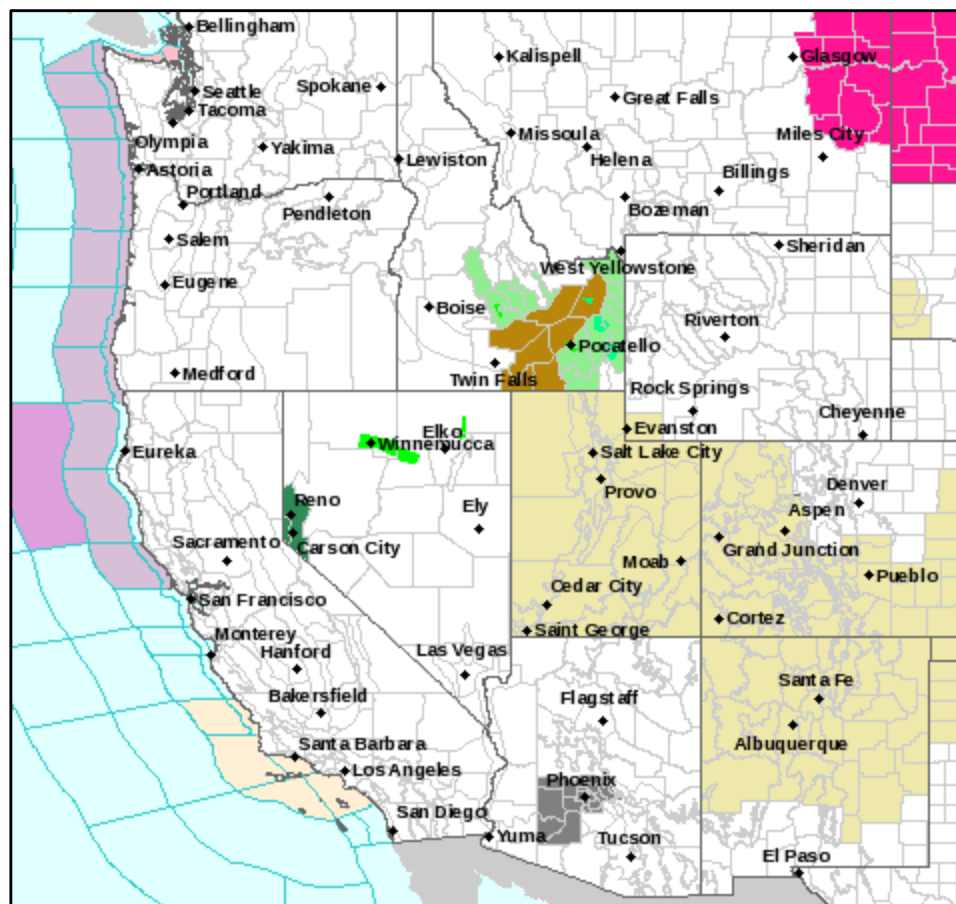 Bellingham
Kalispell
Glasgow
Seattle
Spokane
Great Falls
Tacoma
Olympia
Yakima
Missoula
Miles City
Helena
Lewiston
Astoria
Billings
Portland
Pendleton
Bozeman
Salem
Sheridan
West Yellowstone
Eugene
Boise
Riverton
Pocatello
Medford
Twin Falls
Rock Springs
Cheyenne
Elko
Evanston
Winnemucca
Eureka
Salt Lake City
Provo
Denver
Reno
Ely
Aspen
Sacramento
Carson City
Grand Junction
Moab
Pueblo
Cedar City
San Francisco
Cortez
Saint George
Monterey
Hanford
Las Vegas
Santa Fe
Bakersfield
Flagstaff
Albuquerque
Santa Barbara
Los Angeles
Phoenix
San Diego
Yuma
Tucson
El Paso